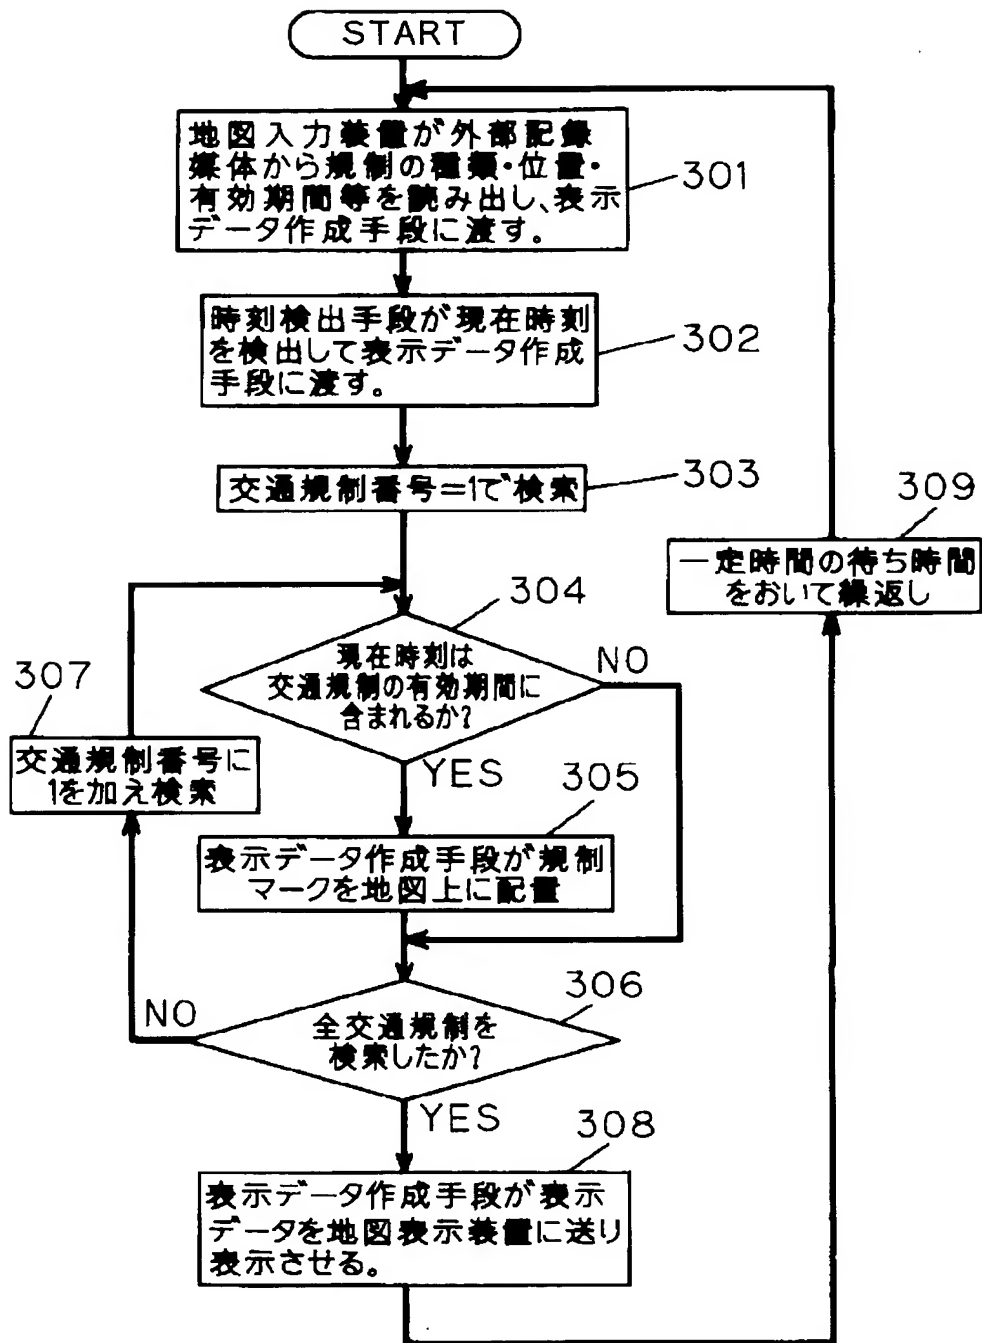 START
地図入力装置が外部記録
媒体から規制の種類・位置・
有効期間等を読み出し、表示
データ作成手段に渡す。
301
時刻検出手段が現在時刻
を検出して表示データ作成
手段に渡す。
302
交通規制番号=1で検索
303
309
一定時間の待ち時間
をおいて繰返し
304
現在時刻は
交通規制の有効期間に
含まれるか?
NO
307
交通規制番号に
1を加え検索
YES
305
表示データ作成手段が規制
マークを地図上に配置
306
NO
全交通規制を
検索したか?
YES
308
表示データ作成手段が表示
データを地図表示装置に送り
表示させる。